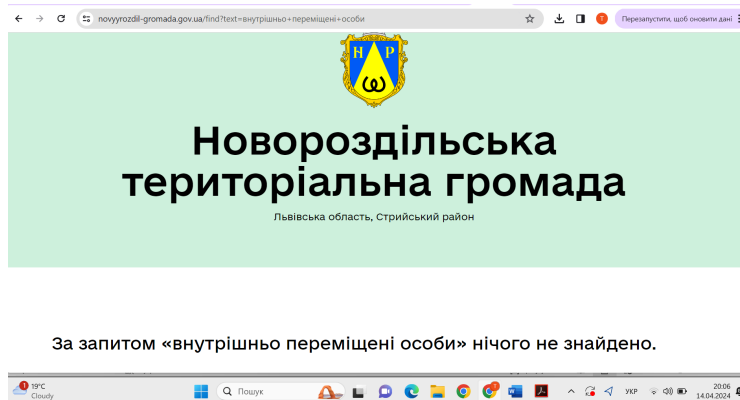 novyyrozdil-gromada.gov.ua/find?text=внутрішньо+переміщені+особи
Т
Перезапустити, щоб оновити дані
Н Р
Новороздільська
територіальна громада
Львівська область, Стрийський район
За запитом «внутрішньо переміщені особи» нічого не знайдено.
1
19°C
Cloudy
Пошук
УКР
20:06
14.04.2024